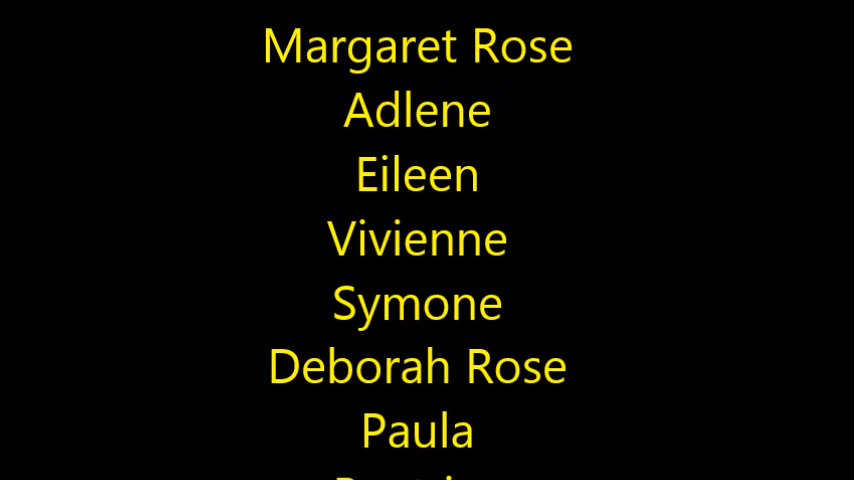 Margaret Rose
Adlene
Eileen
Vivienne
Symone
Deborah Rose
Paula